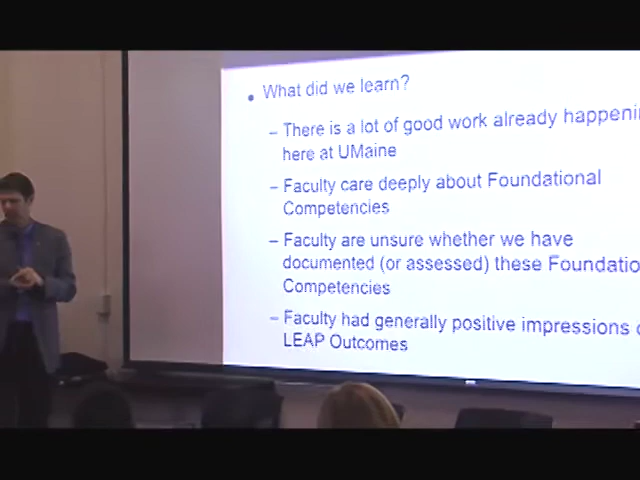 • What did we learn?
– There is a lot of good work already
here at UMaine
– Faculty care deeply about Foundational
Competencies
– Faculty are unsure whether we have
documented (or assessed) these
Competencies
– Faculty had generally positive impressions
LEAP Outcomes